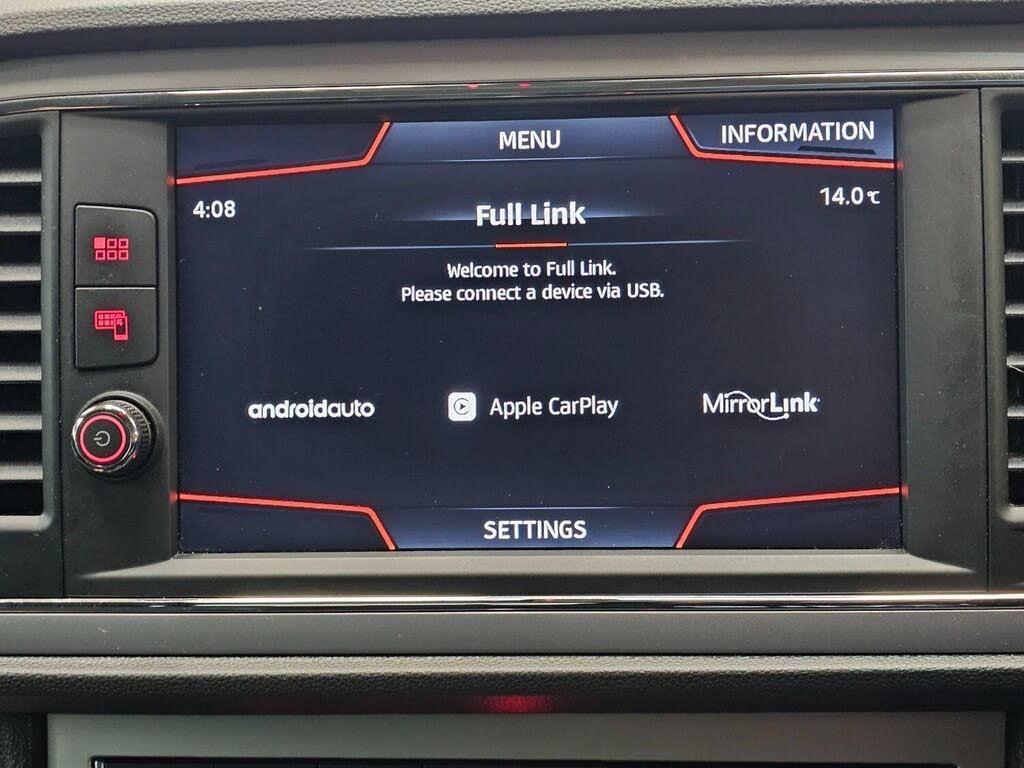 MENU
INFORMATION
4:08
14.0℃
Full Link
Welcome to Full Link.
Please connect a device via USB.
androidauto
Apple CarPlay
MirrorLink
SETTINGS